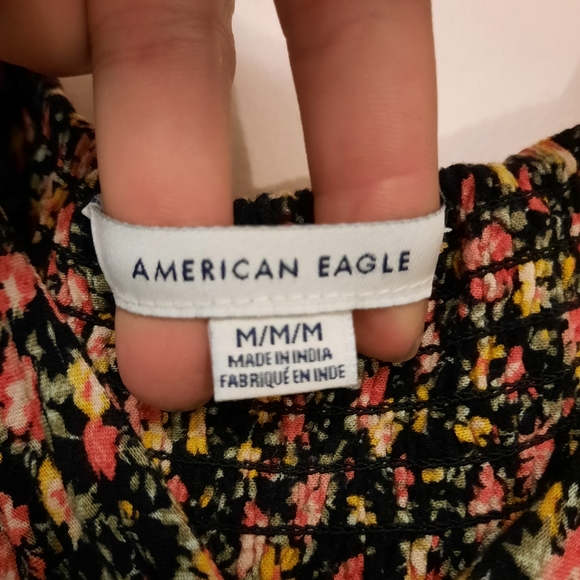 AMERICAN EAGLE
M/M/M
MADE IN INDIA
FABRIQUÉ EN INDE